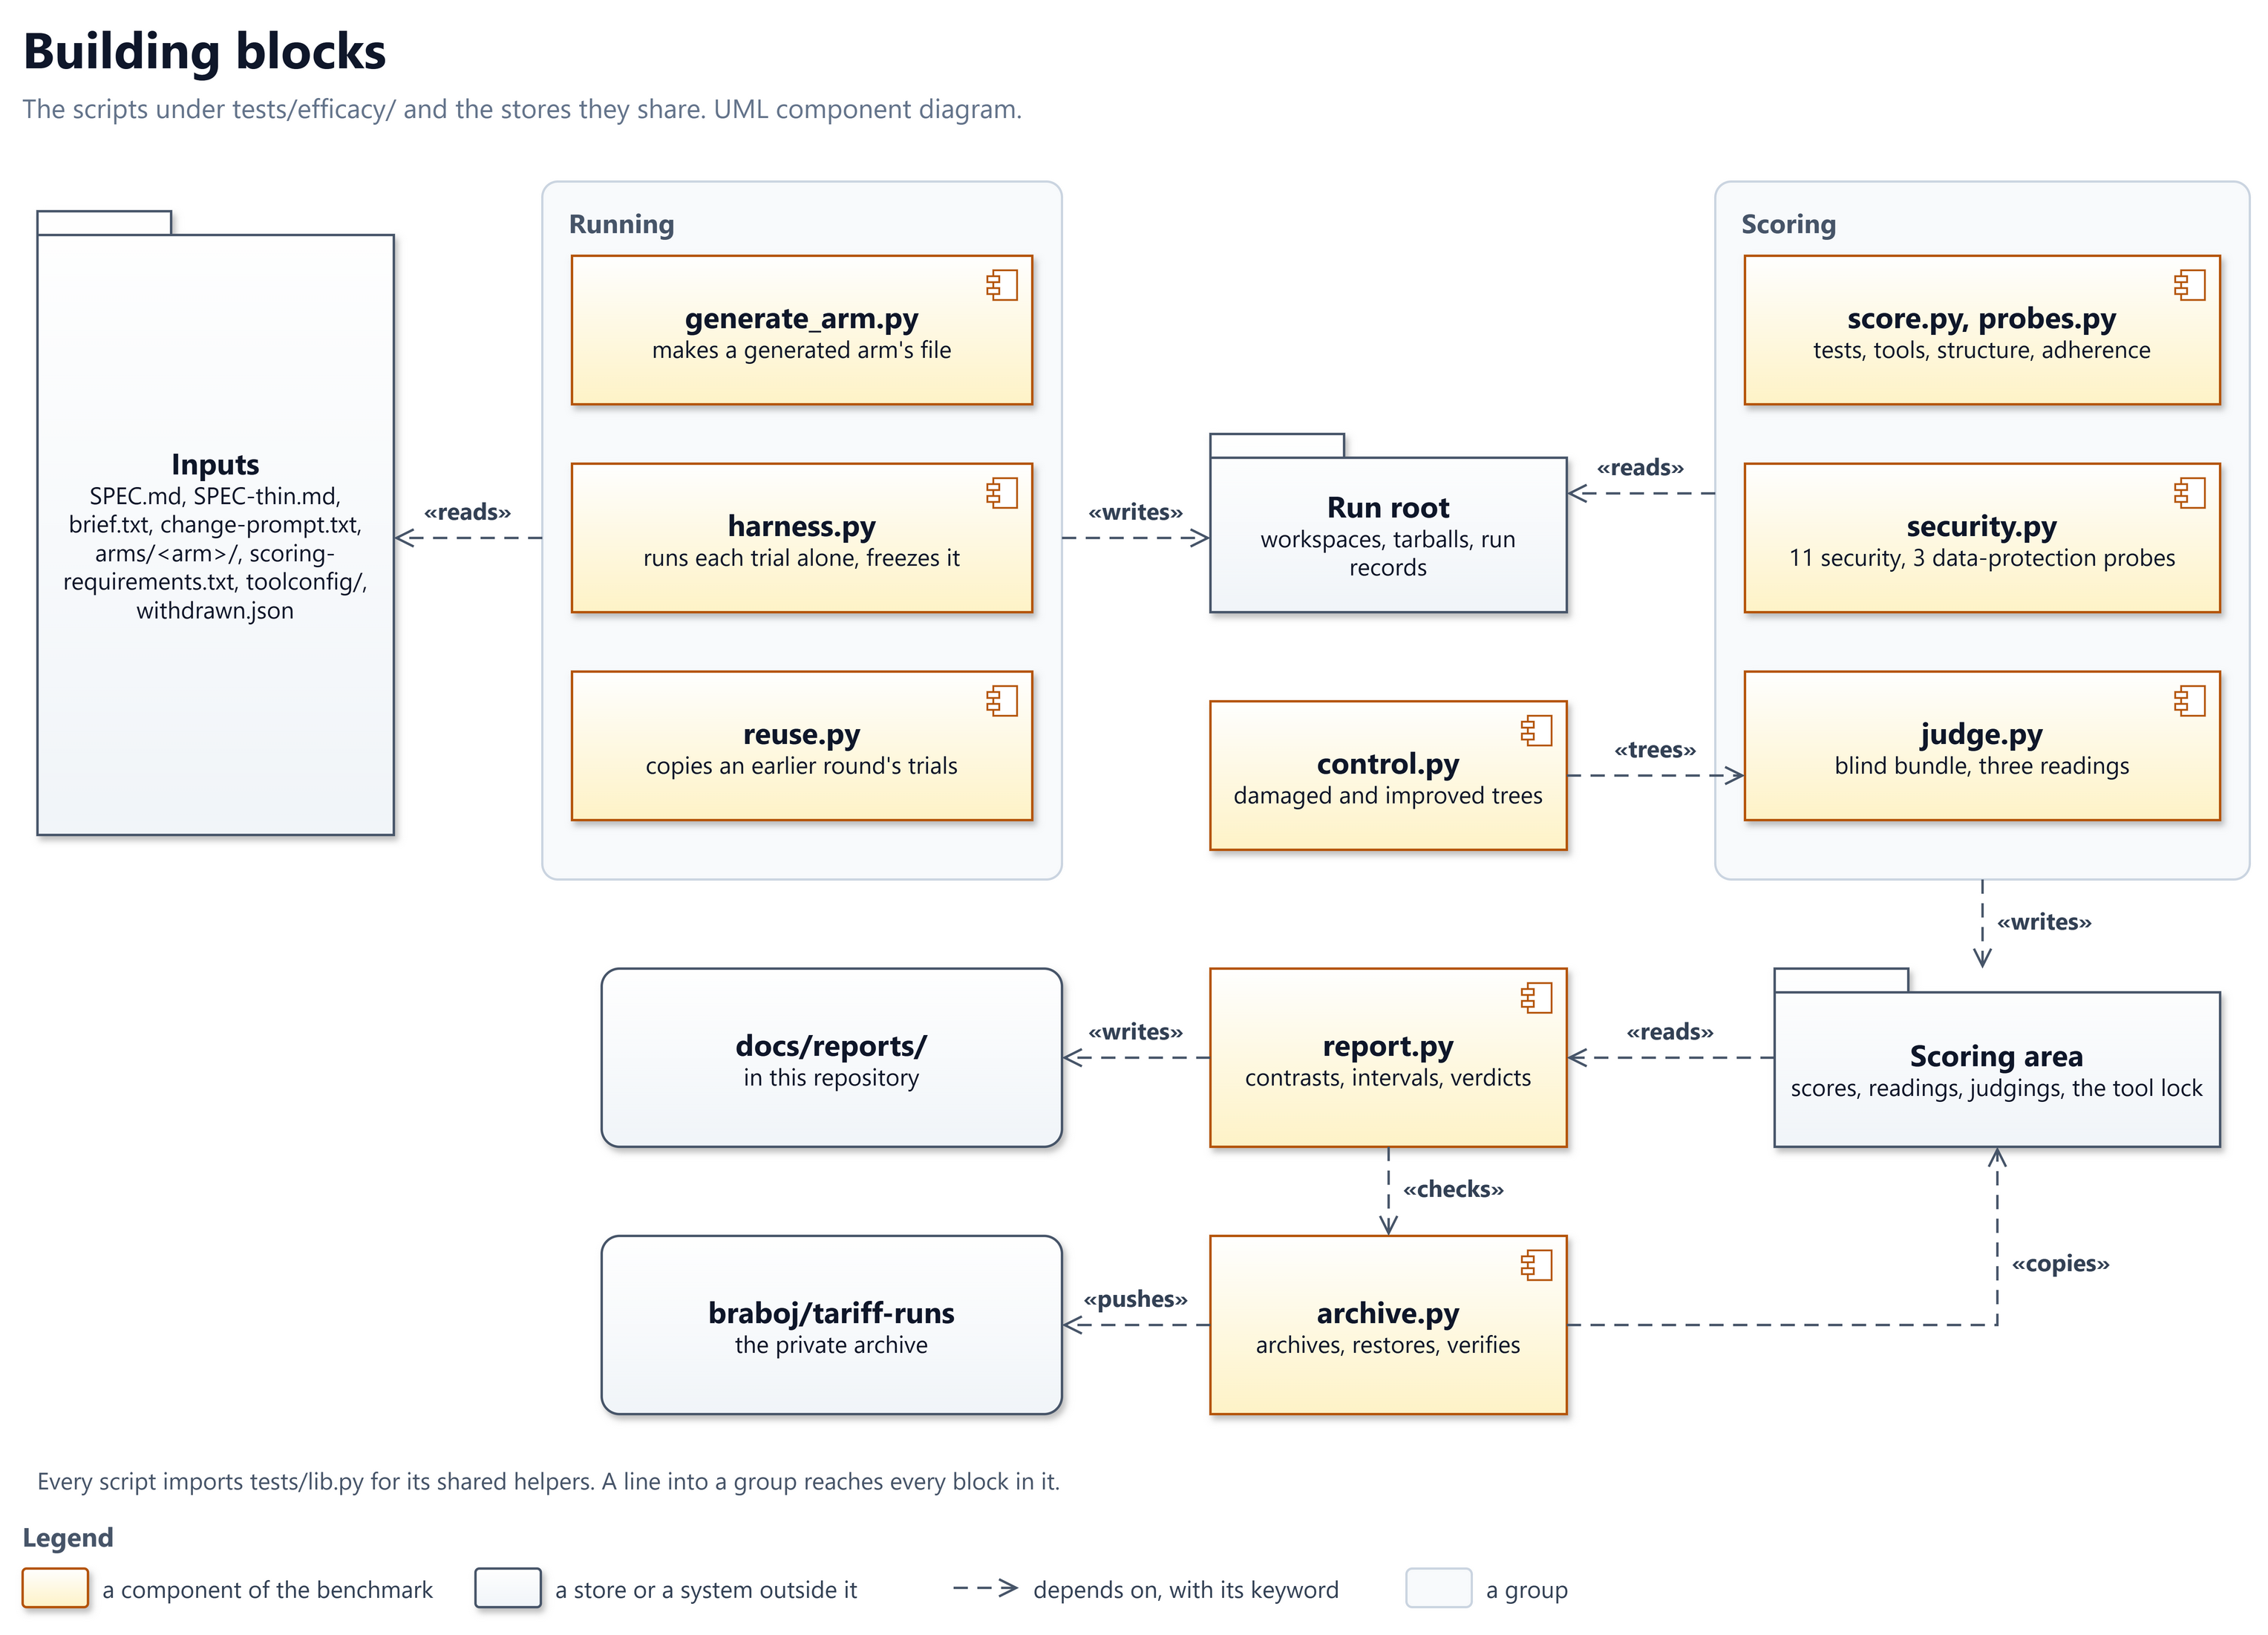 Building blocks
The scripts under tests/efficacy/ and the stores they share. UML component diagram.
Inputs
SPEC.md, SPEC-thin.md,
brief.txt, change-prompt.txt,
arms/<arm>/, scoring-
requirements.txt, toolconfig/,
withdrawn.json
«reads»
Running
generate_arm.py
makes a generated arm's file
harness.py
runs each trial alone, freezes it
reuse.py
copies an earlier round's trials
«writes»
Run root
workspaces, tarballs, run
records
«reads»
control.py
damaged and improved trees
«trees»
Scoring
score.py, probes.py
tests, tools, structure, adherence
security.py
11 security, 3 data-protection probes
judge.py
blind bundle, three readings
«writes»
docs/reports/
in this repository
«writes»
report.py
contrasts, intervals, verdicts
«reads»
Scoring area
scores, readings, judgings, the tool lock
«checks»
braboj/tariff-runs
the private archive
«pushes»
archive.py
archives, restores, verifies
«copies»
Every script imports tests/lib.py for its shared helpers. A line into a group reaches every block in it.
Legend
a component of the benchmark
a store or a system outside it
depends on, with its keyword
a group